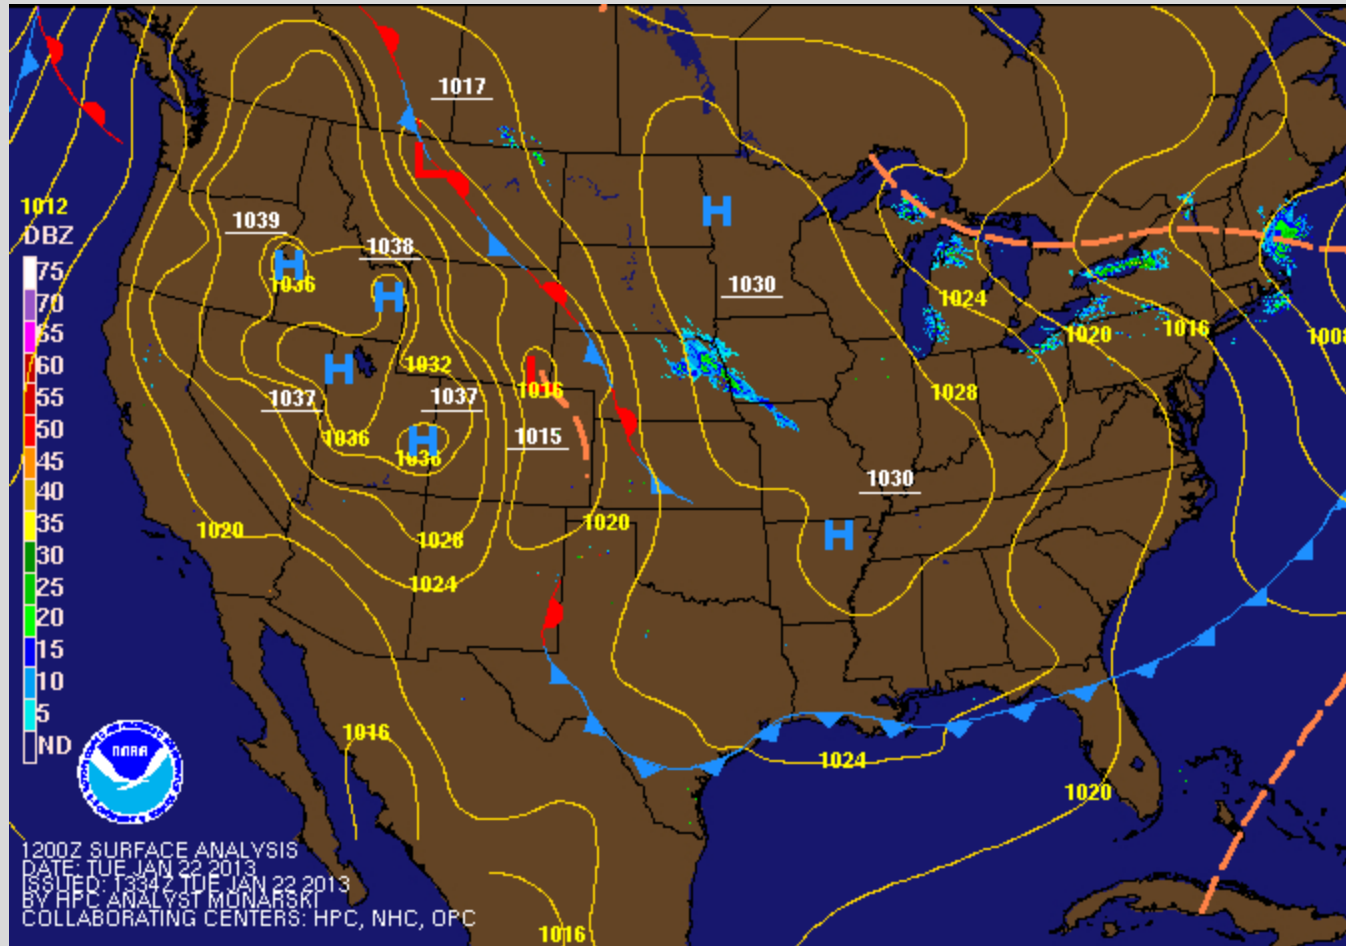 1017
1012
DBZ
75
70
65
60
55
50
45
40
35
30
25
20
15
10
5
ND
L
H
1039
1038
H
1036
H
1030
1024
1020
1016
1008
H
1032
L
1016
1028
1037
1037
1036
H
1036
1015
1030
H
1020
1028
1020
1024
1016
1024
1020
NOAA
1016
1200Z SURFACE ANALYSIS
DATE: TUE JAN 22 2013
ISSUED: 1334Z TUE JAN 22 2013
BY HPC ANALYST MUNARSKI
COLLABORATING CENTERS: HPC, NHC, OPC